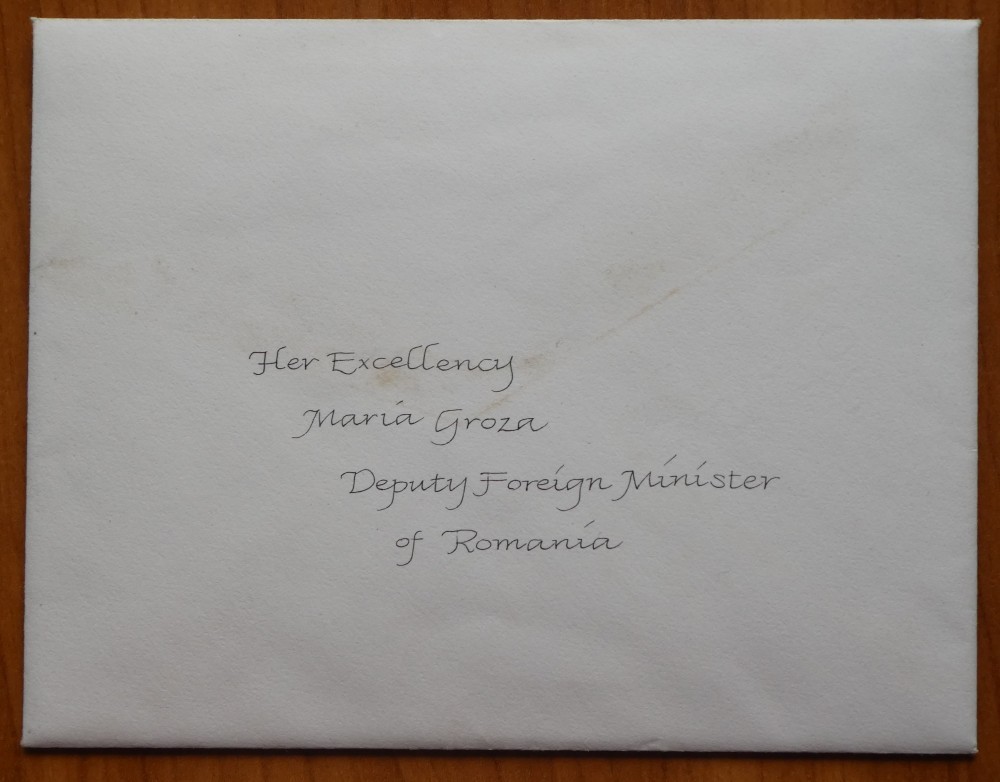 Her Excellency
Maria Groza
Deputy Foreign Minister
of Romania